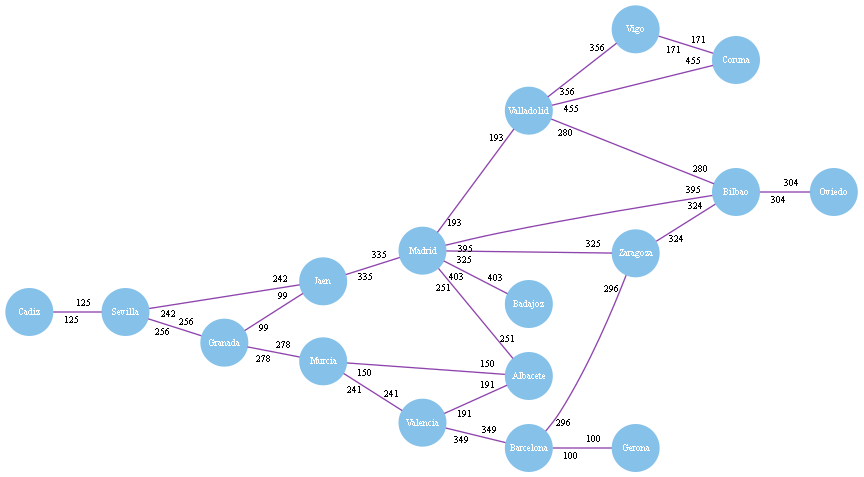 Vigo
171
356
171
Coruna
455
356
Valladolid
455
280
193
280
Bilbao
304
Oviedo
395
304
324
193
324
Madrid
395
325
Zaragoza
335
325
Jaen
335
403
403
242
251
296
99
Badajoz
Cadiz
125
Sevilla
242
125
256
256
99
Granada
278
278
251
Murcia
150
150
Albacete
241
241
191
191
Valencia
349
296
349
Barcelona
100
100
Gerona